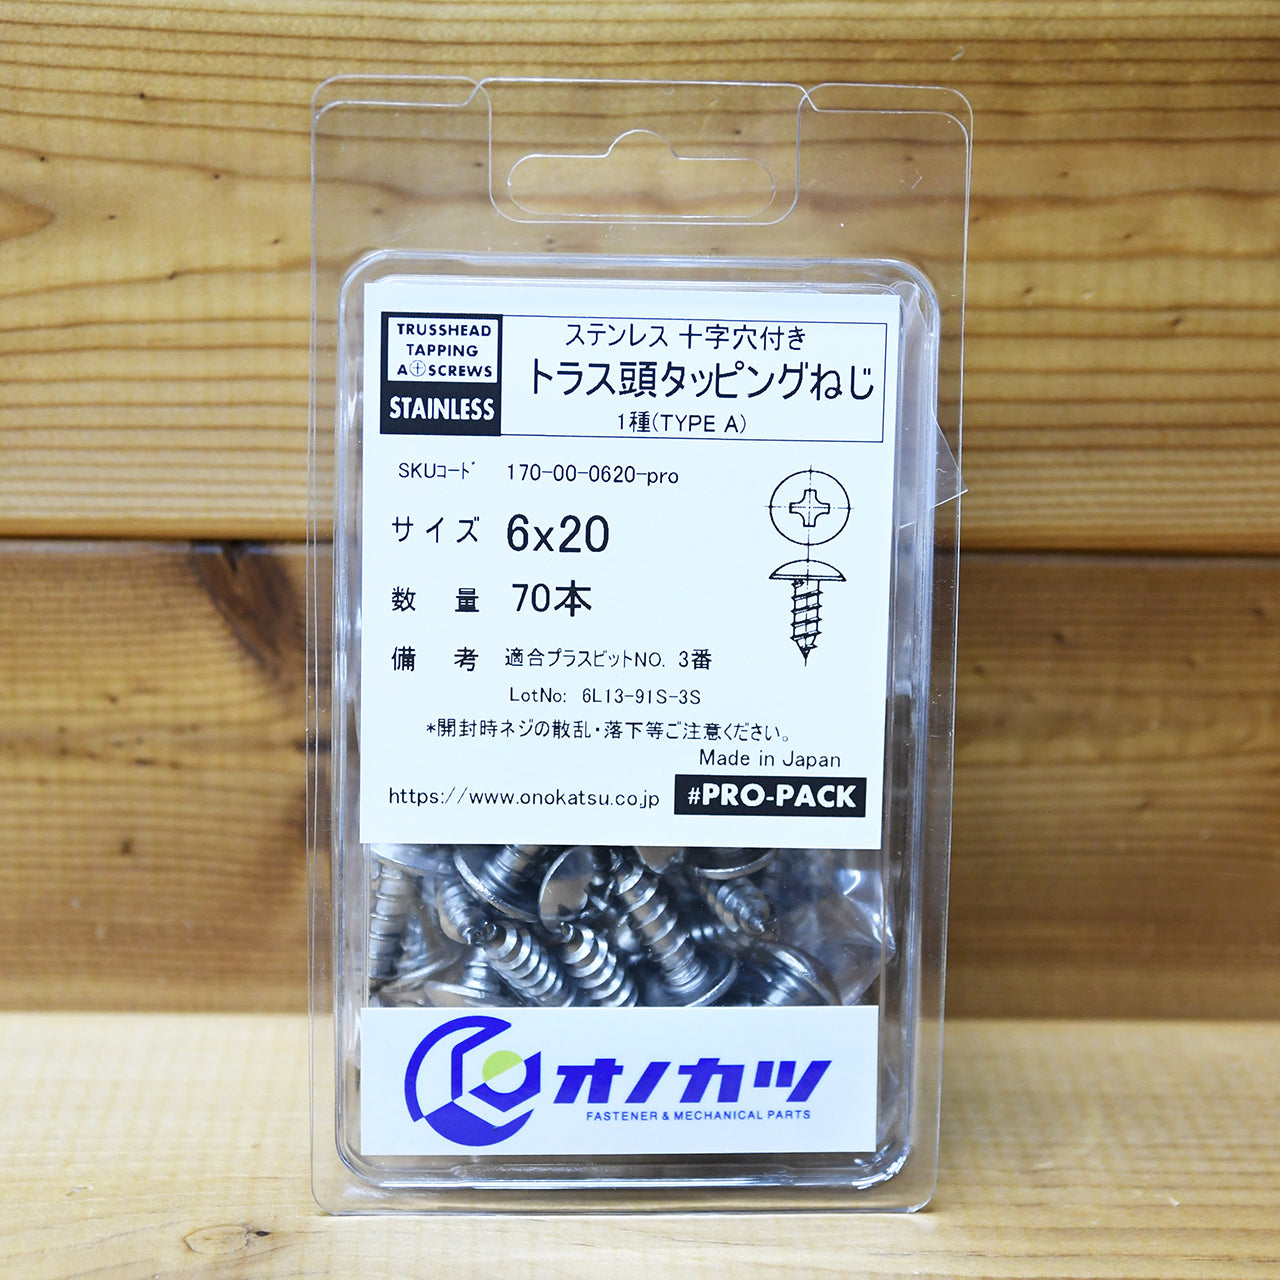 TRUSSHEAD
TAPPING
A⊕SCREWS
STAINLESS
ステンレス 十字穴付き
トラス頭タッピングねじ
1種(TYPE A)
SKUｺｰﾄﾞ 170-00-0620-pro
サイズ 6x20
数 量 70本
備 考 適合プラスビットNO. 3番
LotNo: 6L13-91S-3S
*開封時ネジの散乱・落下等ご注意ください。
Made in Japan
https://www.onokatsu.co.jp #PRO-PACK
オノカツ
FASTENER & MECHANICAL PARTS